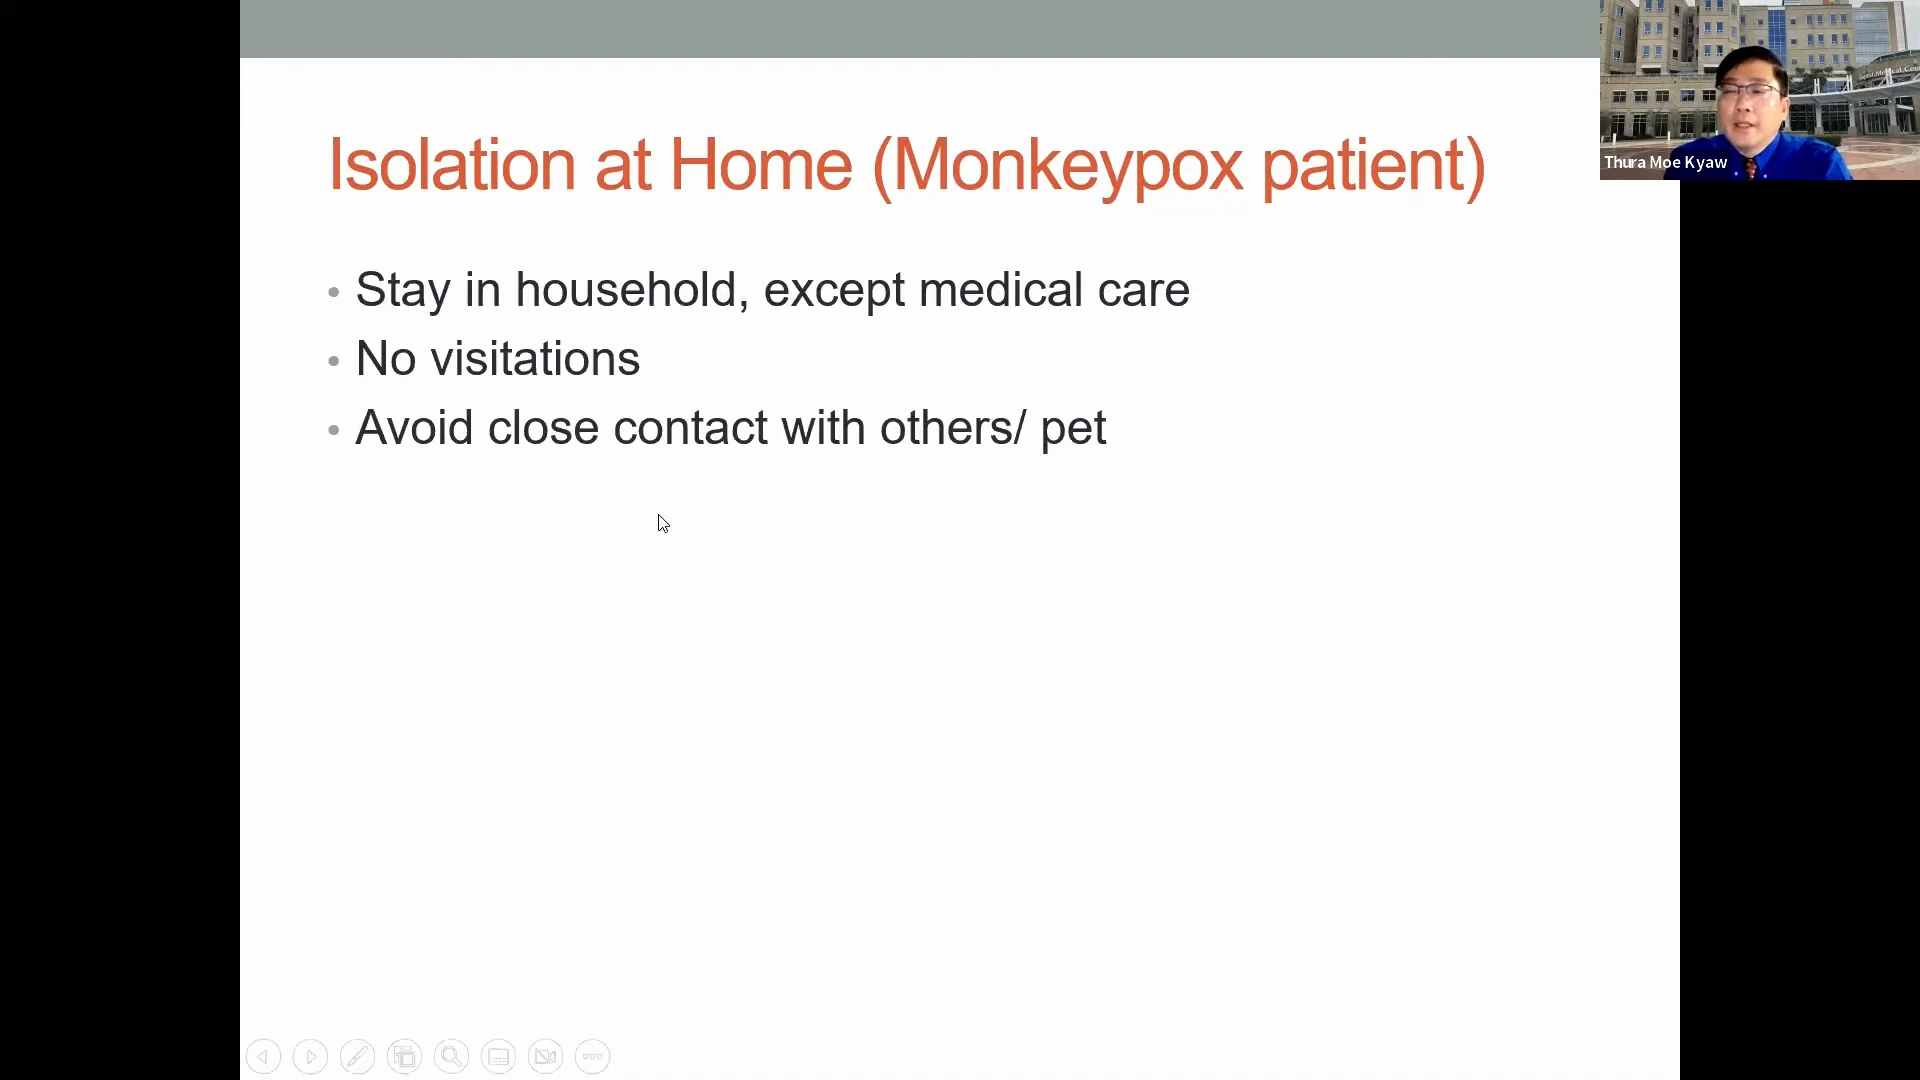 Isolation at Home (Monkeypox patient)
• Stay in household, except medical care
• No visitations
• Avoid close contact with others/ pet
Thura Moe Kyaw